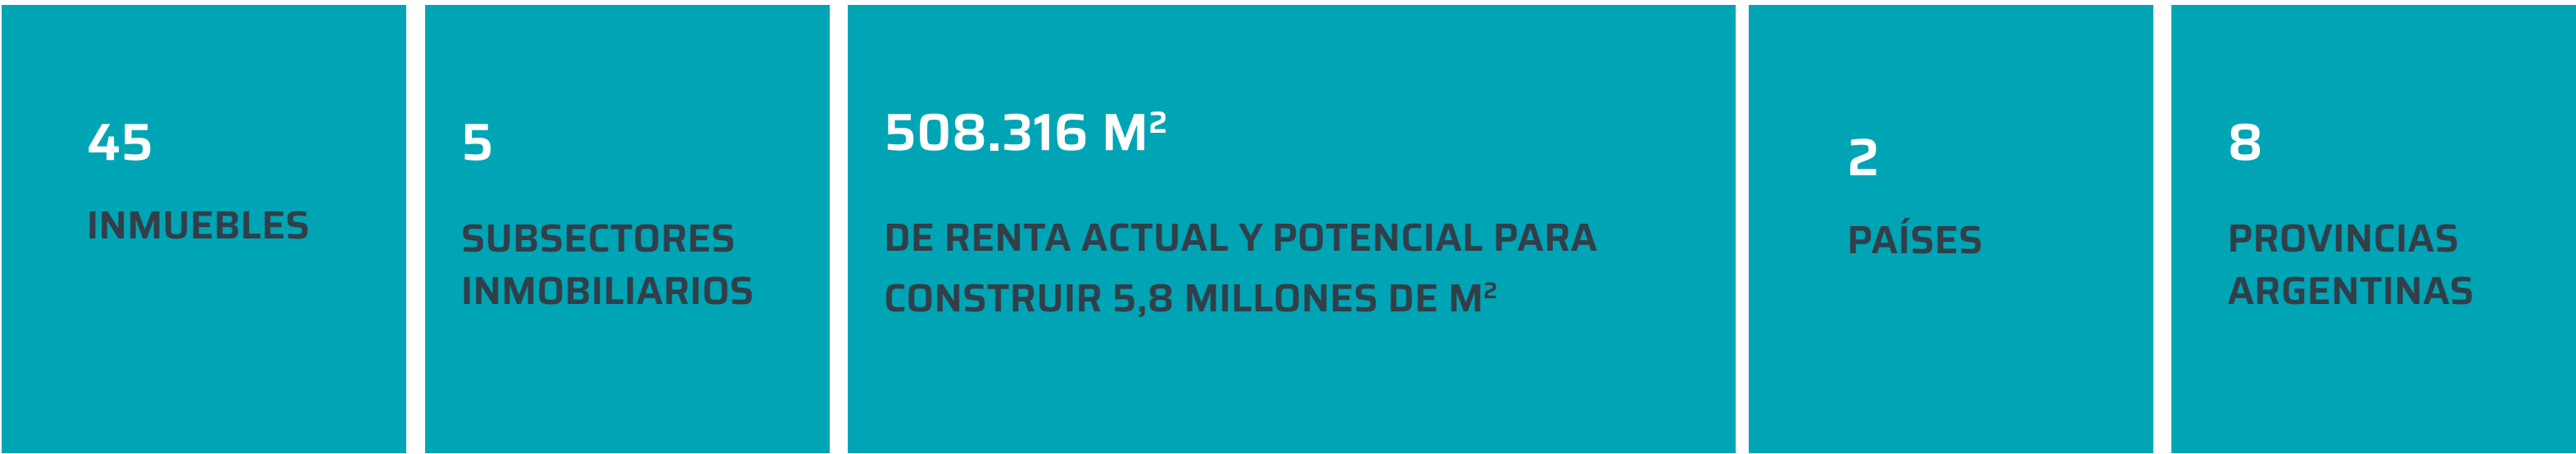 45
INMUEBLES
5
SUBSECTORES
INMOBILIARIOS
508.316 M²
DE RENTA ACTUAL Y POTENCIAL PARA
CONSTRUIR 5,8 MILLONES DE M²
2
PAÍSES
8
PROVINCIAS
ARGENTINAS